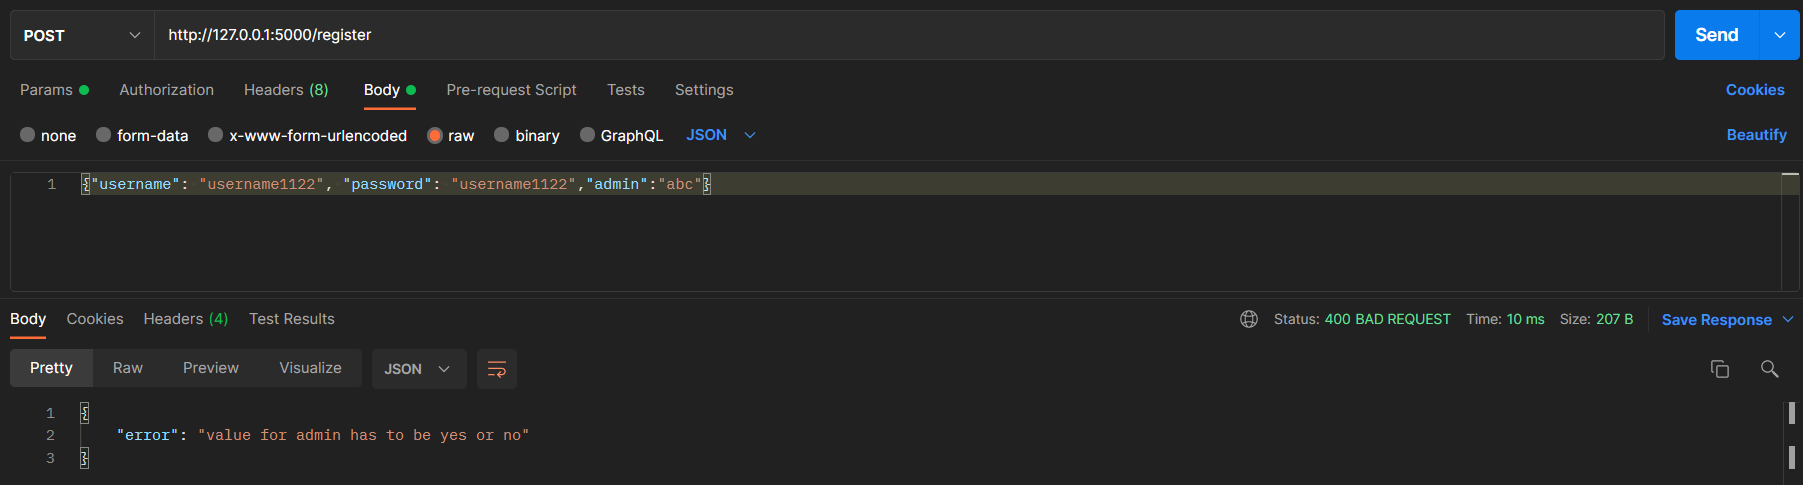 POST http://127.0.0.1:5000/register Send
Params Authorization Headers (8) Body Pre-request Script Tests Settings Cookies
none form-data x-www-form-urlencoded raw binary GraphQL JSON Beautify
1 {"username": "username1122", "password": "username1122","admin":"abc"}
Body Cookies Headers (4) Test Results Status: 400 BAD REQUEST Time: 10 ms Size: 207 B Save Response
Pretty Raw Preview Visualize JSON
1 {
2 "error": "value for admin has to be yes or no"
3 }